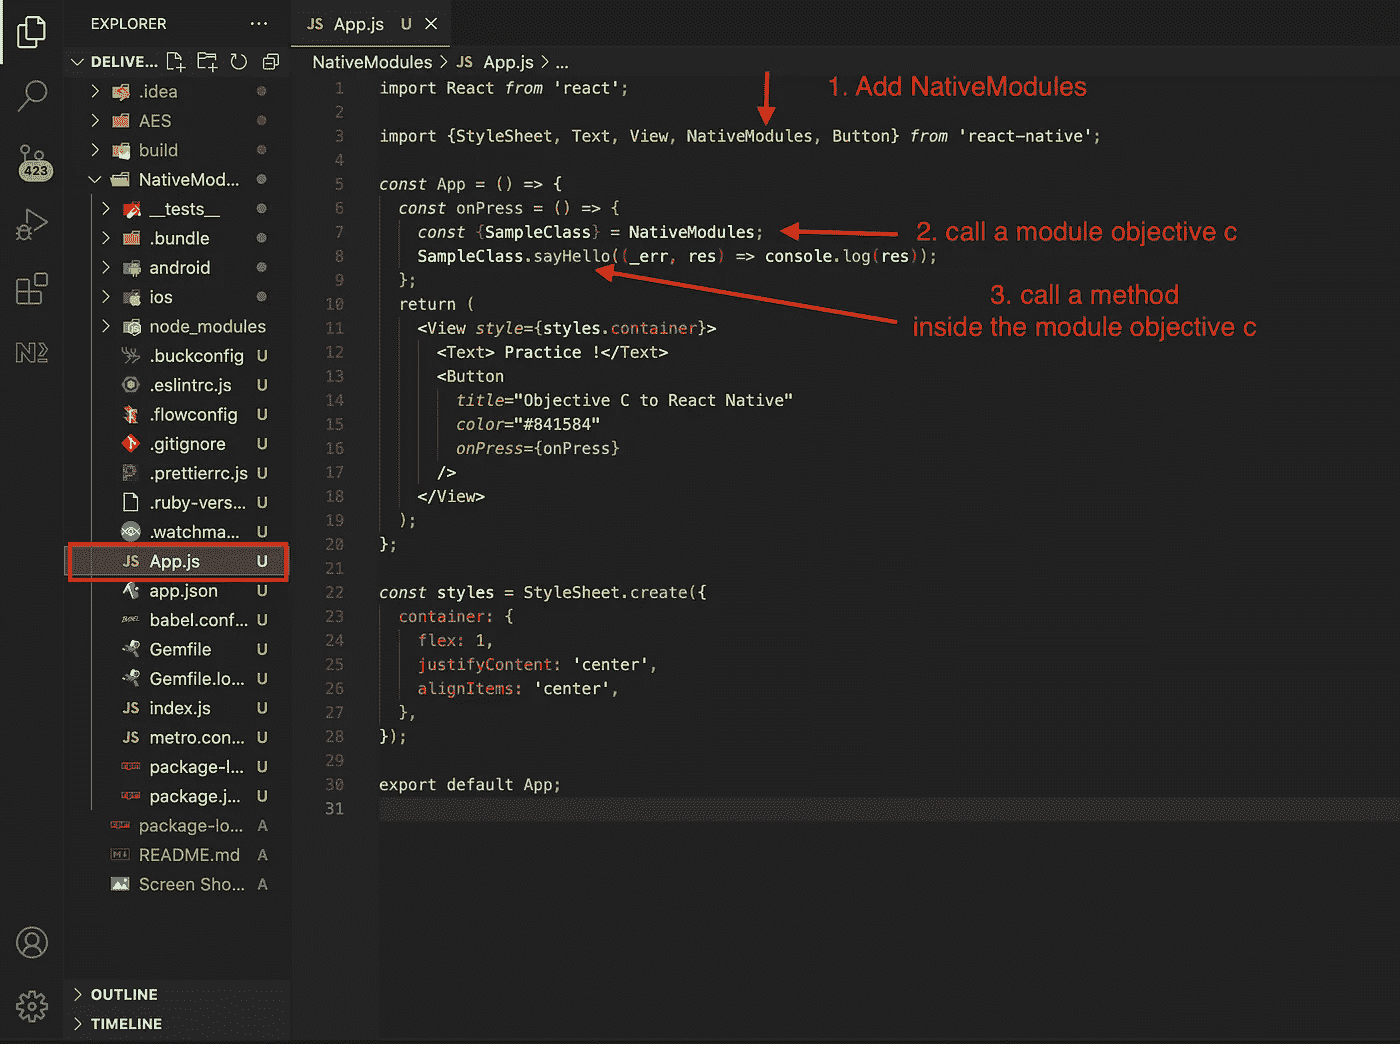 EXPLORER
DELIVE...
.idea
AES
build
NativeMod...
__tests__
.bundle
android
ios
node_modules
.buckconfig U
.eslintrc.js U
.flowconfig U
.gitignore U
.prettierrc.js U
.ruby-vers... U
.watchma... U
JS App.js U
app.json U
BABEL babel.conf... U
Gemfile U
Gemfile.lo... U
JS index.js U
JS metro.con... U
package-l... U
package.j... U
package-lo... A
README.md A
Screen Sho... A
OUTLINE
TIMELINE
423
JS App.js U
NativeModules > JS App.js > ...
1 import React from 'react';
2
3 import {StyleSheet, Text, View, NativeModules, Button} from 'react-native';
4
5 const App = () => {
6 const onPress = () => {
7 const {SampleClass} = NativeModules;
8 SampleClass.sayHello((_err, res) => console.log(res));
9 };
10 return (
11 <View style={styles.container}>
12 <Text> Practice !</Text>
13 <Button
14 title="Objective C to React Native"
15 color="#841584"
16 onPress={onPress}
17 />
18 </View>
19 );
20 };
21
22 const styles = StyleSheet.create({
23 container: {
24 flex: 1,
25 justifyContent: 'center',
26 alignItems: 'center',
27 },
28 });
29
30 export default App;
31
1. Add NativeModules
2. call a module objective c
3. call a method
inside the module objective c